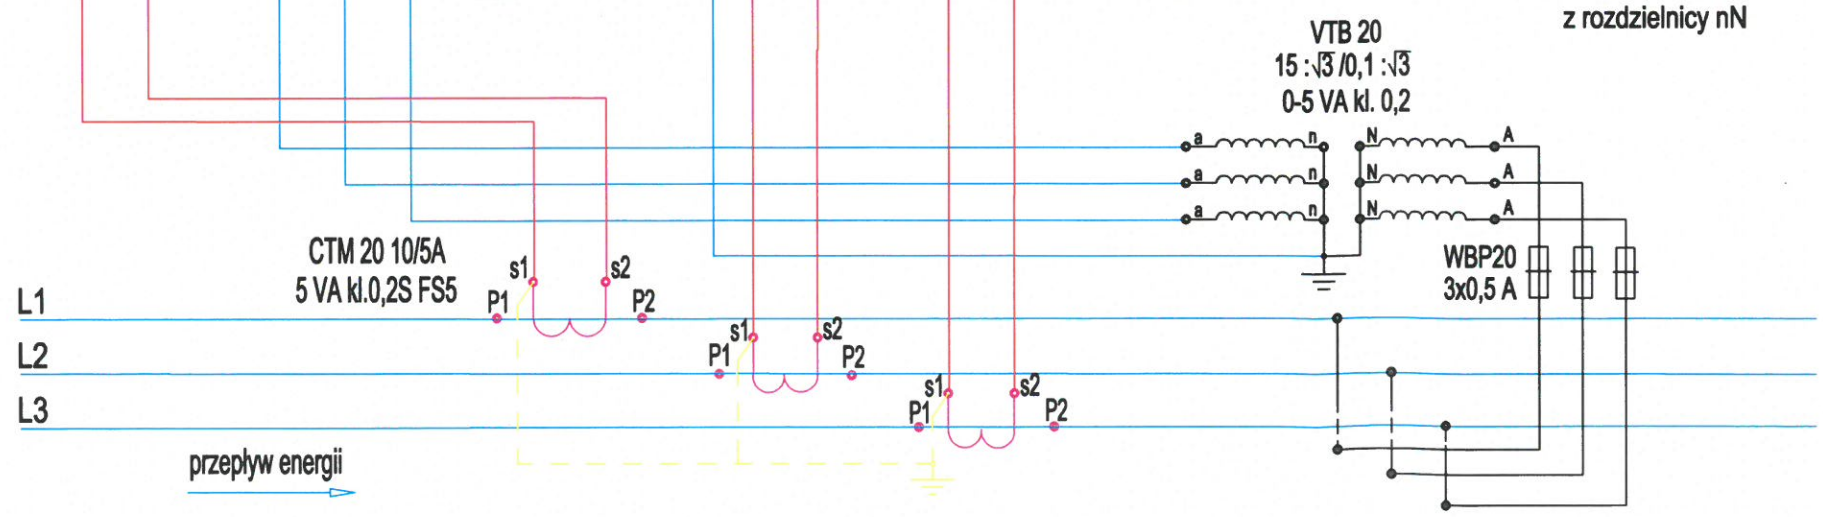 z rozdzielnicy nN
VTB 20
15 :√3 /0,1 :√3
0-5 VA kl. 0,2
a n N A
a n N A
a n N A
CTM 20 10/5A
5 VA kl.0,2S FS5
WBP20
3x0,5 A
s1 s2
L1 P1 P2
s1 s2
L2 P1 P2
s1 s2
L3 P1 P2
przepływ energii